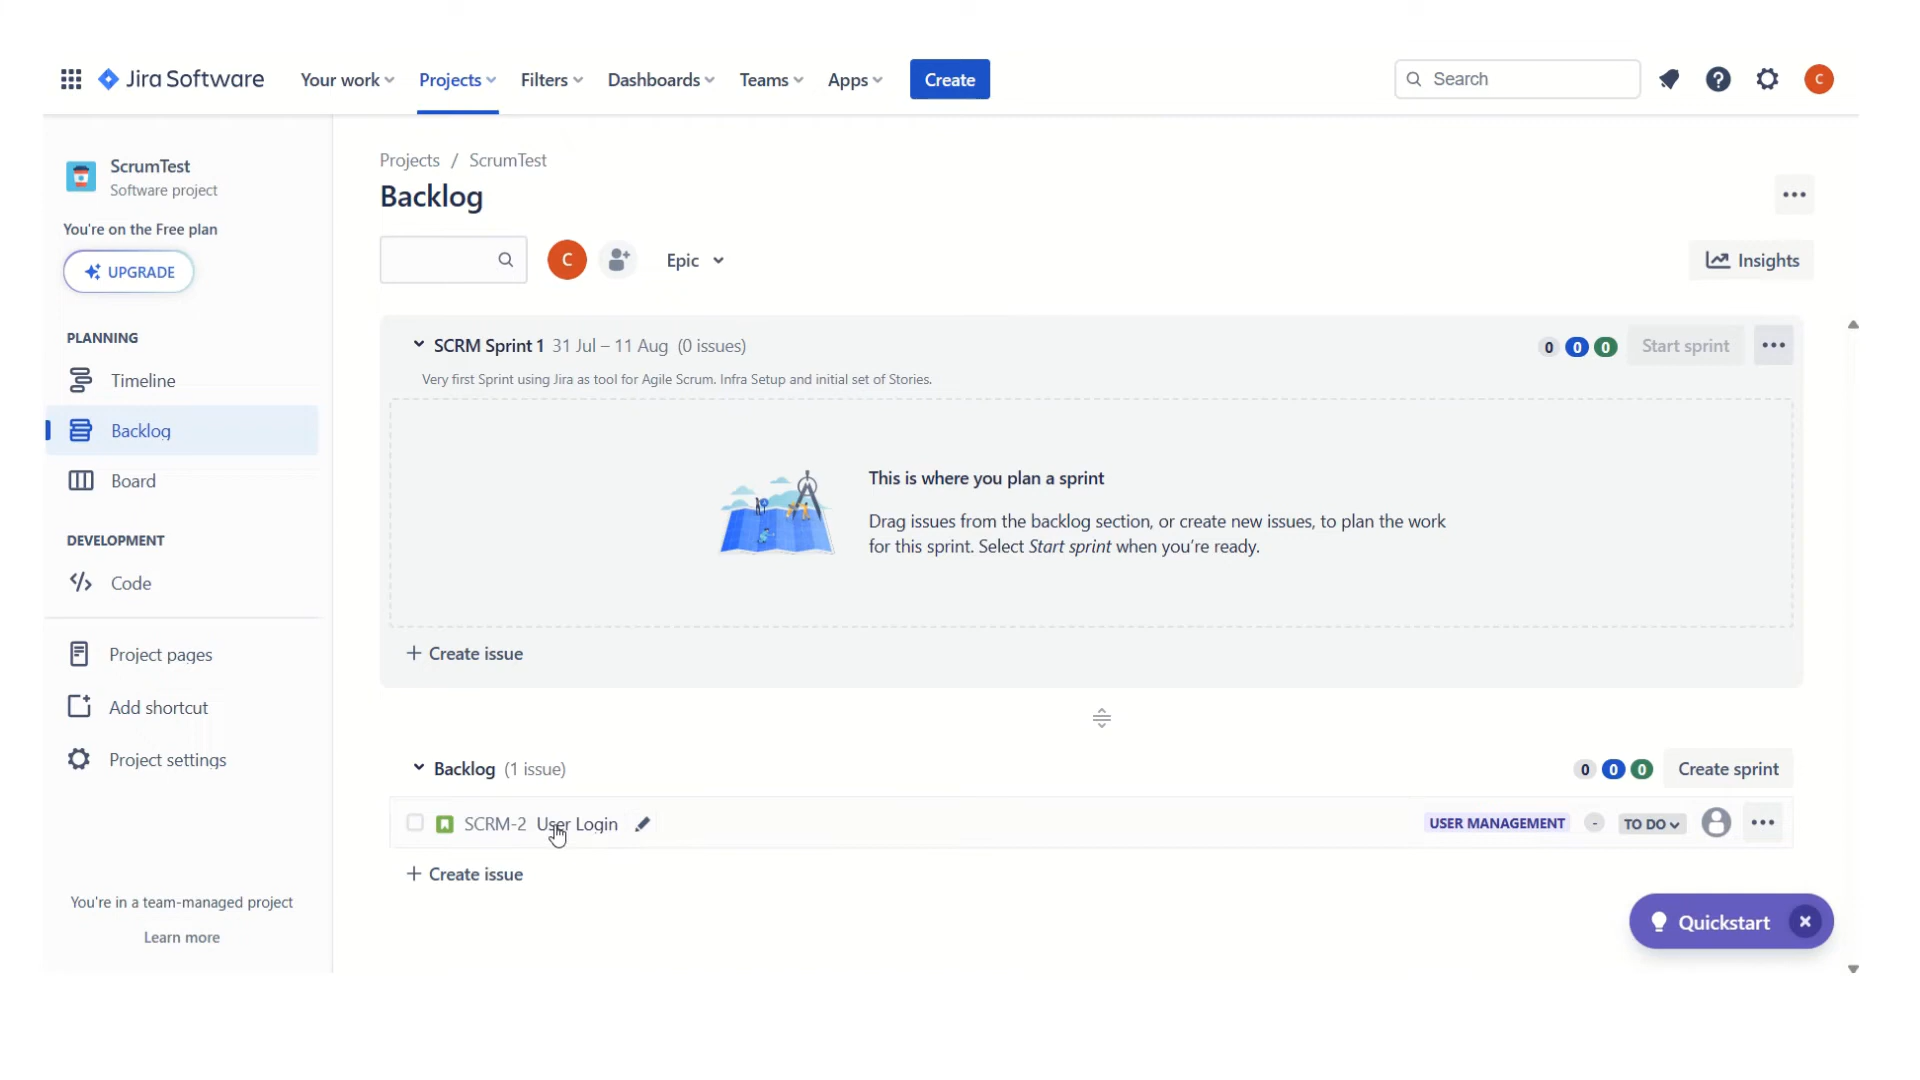 Jira Software Your work Projects Filters Dashboards Teams Apps Create Search C
ScrumTest
Software project
You're on the Free plan
UPGRADE
PLANNING
Timeline
Backlog
Board
DEVELOPMENT
Code
Project pages
Add shortcut
Project settings
You're in a team-managed project
Learn more
Projects / ScrumTest
Backlog
C Epic Insights
SCRM Sprint 1 31 Jul – 11 Aug (0 issues) 0 0 0 Start sprint
Very first Sprint using Jira as tool for Agile Scrum. Infra Setup and initial set of Stories.
This is where you plan a sprint
Drag issues from the backlog section, or create new issues, to plan the work
for this sprint. Select Start sprint when you're ready.
+ Create issue
Backlog (1 issue) 0 0 0 Create sprint
SCRM-2 User Login USER MANAGEMENT - TO DO
+ Create issue
Quickstart